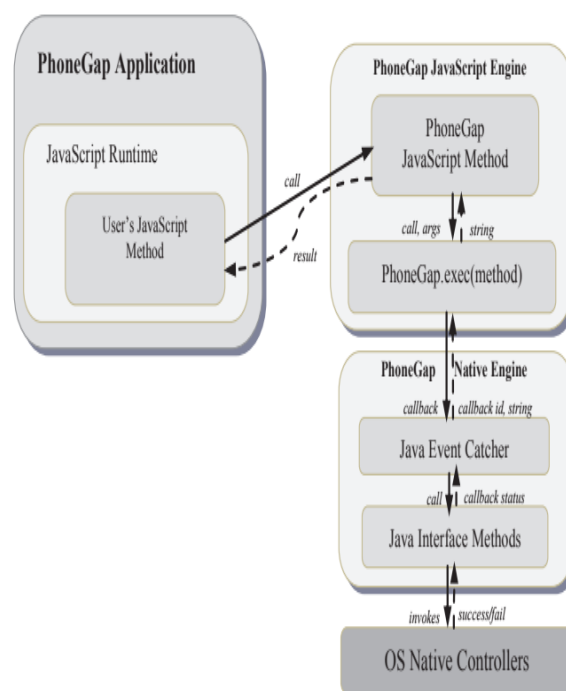 PhoneGap Application
JavaScript Runtime
User's JavaScript
Method
call
result
PhoneGap JavaScript Engine
PhoneGap
JavaScript Method
call, args
string
PhoneGap.exec(method)
PhoneGap Native Engine
callback
callback id, string
Java Event Catcher
call
callback status
Java Interface Methods
invokes
success/fail
OS Native Controllers